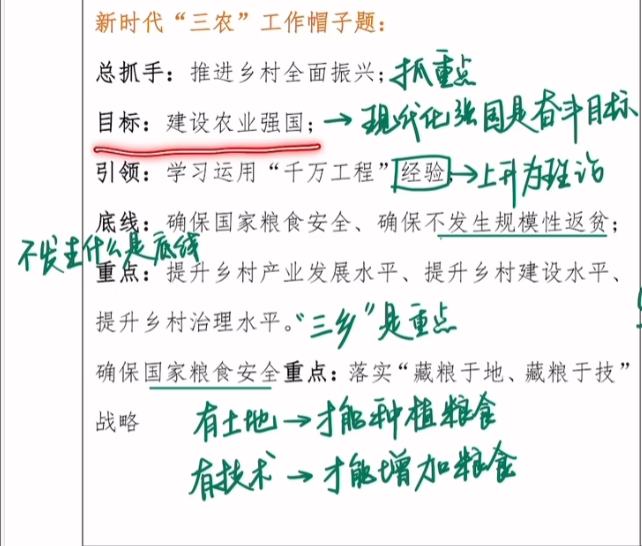 新时代“三农”工作帽子题：
总抓手：推进乡村全面振兴； 抓重点
目标：建设农业强国； →现代化强国是奋斗目标
引领：学习运用“千万工程”经验 →上升为理论
底线：确保国家粮食安全、确保不发生规模性返贫；
不发生什么是底线
重点：提升乡村产业发展水平、提升乡村建设水平、
提升乡村治理水平。“三乡”是重点
确保国家粮食安全重点：落实“藏粮于地、藏粮于技”
战略 有土地→才能种植粮食
有技术→才能增加粮食